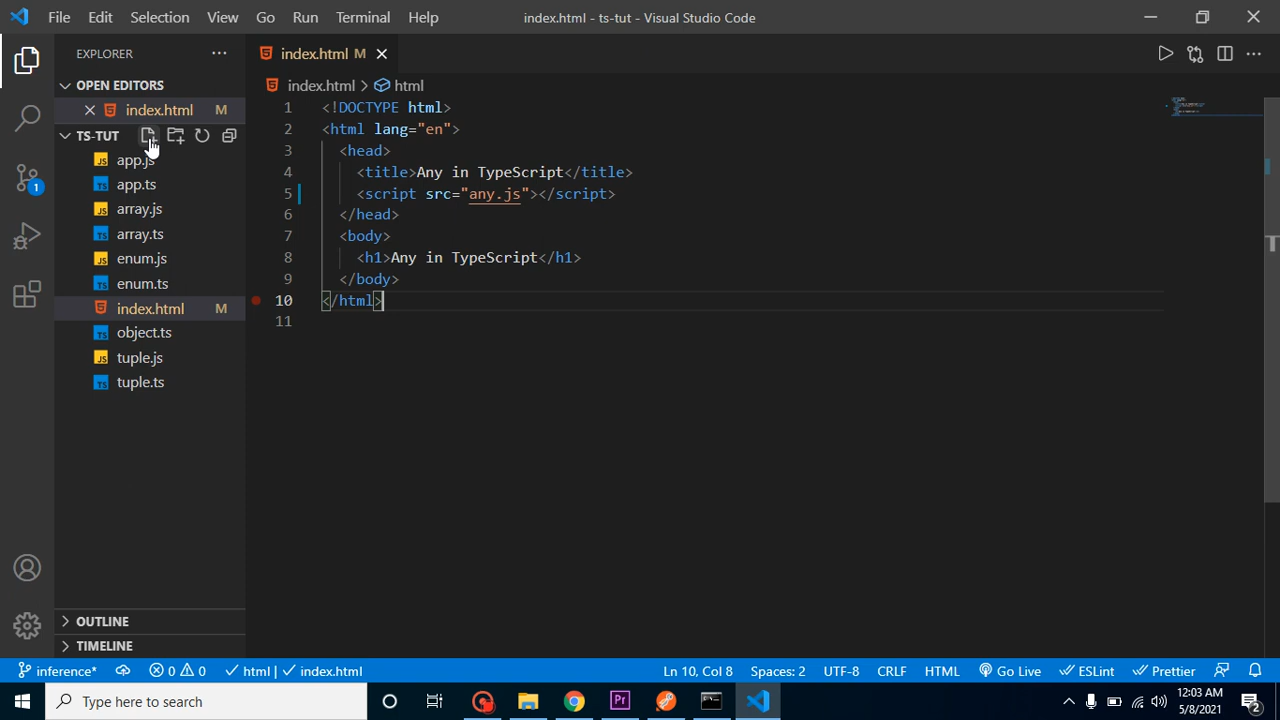 File Edit Selection View Go Run Terminal Help index.html - ts-tut - Visual Studio Code
EXPLORER
OPEN EDITORS
index.html M
TS-TUT
app.js
app.ts
array.js
array.ts
enum.js
enum.ts
index.html M
object.ts
tuple.js
tuple.ts
OUTLINE
TIMELINE
1
index.html M
index.html > html
1 <!DOCTYPE html>
2 <html lang="en">
3 <head>
4 <title>Any in TypeScript</title>
5 <script src="any.js"></script>
6 </head>
7 <body>
8 <h1>Any in TypeScript</h1>
9 </body>
10 </html>
11
inference* 0 0 html | index.html Ln 10, Col 8 Spaces: 2 UTF-8 CRLF HTML Go Live ESLint Prettier
Type here to search
Pr
12:03 AM
5/8/2021
2